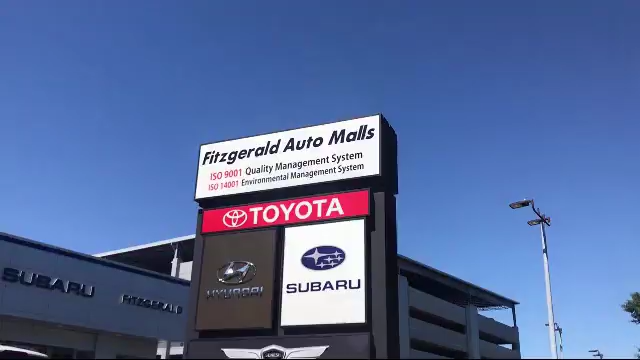 Fitzgerald Auto Malls
ISO 9001 Quality Management System
ISO 14001 Environmental Management System
TOYOTA
HYUNDAI
SUBARU
SUBARU
FITZGERALD